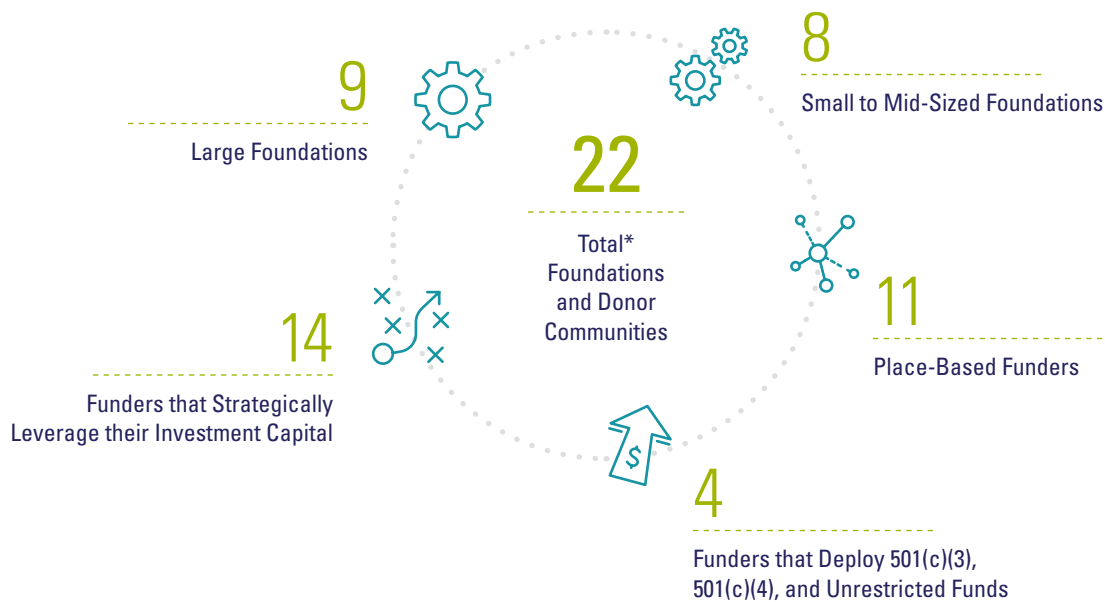 9
Large Foundations
8
Small to Mid-Sized Foundations
22
Total*
Foundations
and Donor
Communities
14
Funders that Strategically
Leverage their Investment Capital
11
Place-Based Funders
$
4
Funders that Deploy 501(c)(3),
501(c)(4), and Unrestricted Funds